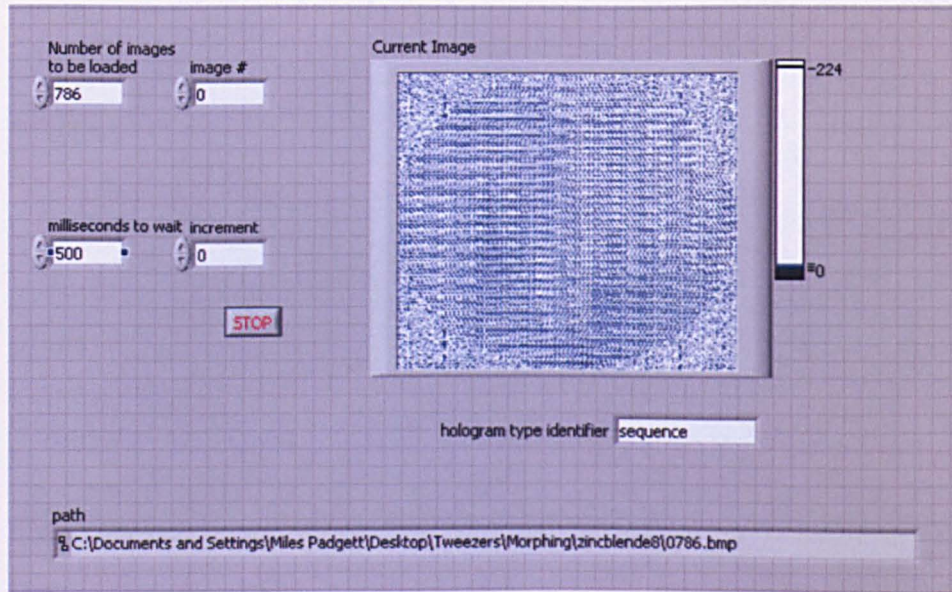 Number of images
to be loaded
image #
786
0
Current Image
224
0
milliseconds to wait
increment
500
0
STOP
hologram type identifier
sequence
path
C:\Documents and Settings\Miles Padgett\Desktop\Tweezers\Morphing\zincblende8\0786.bmp